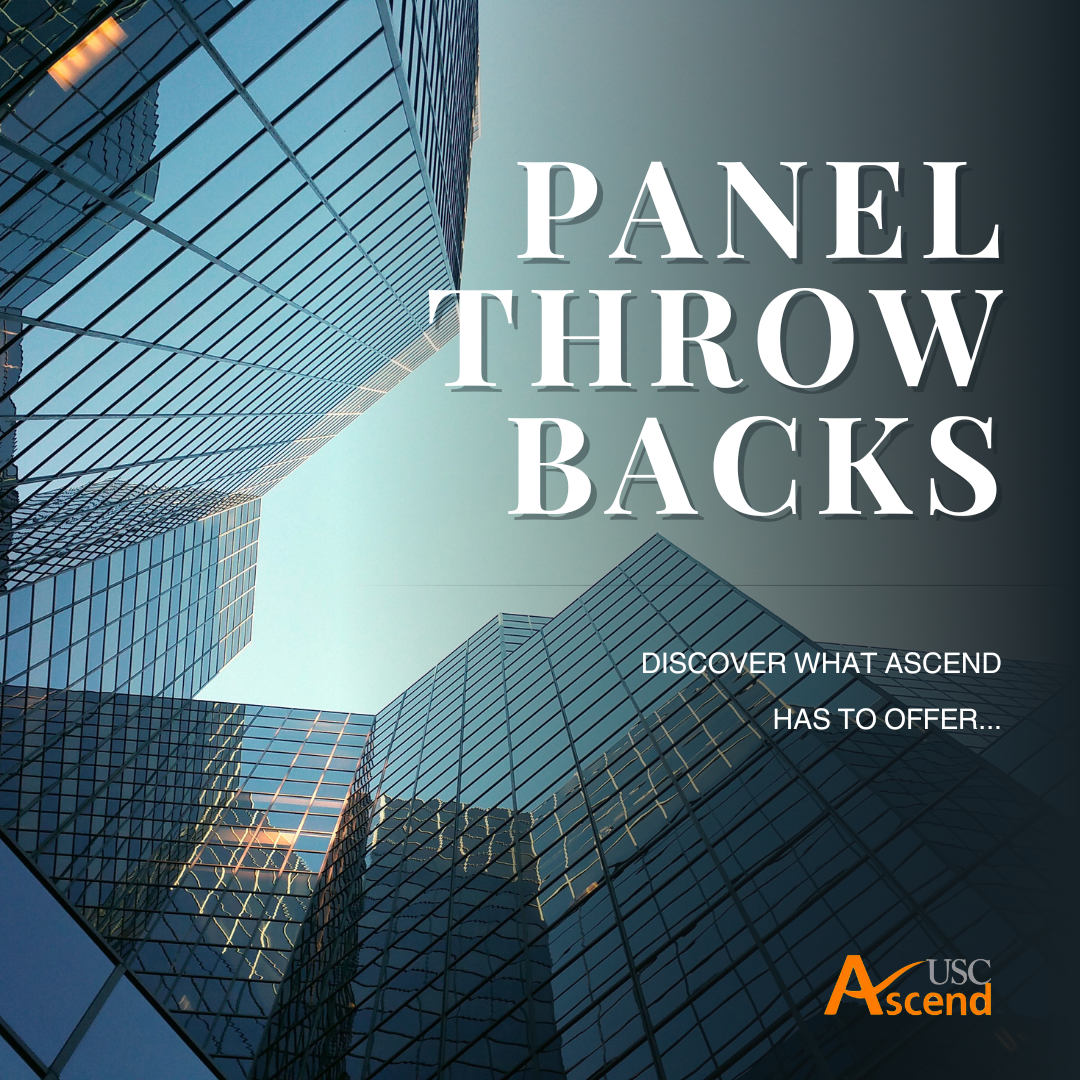 PANEL
THROW
BACKS
DISCOVER WHAT ASCEND
HAS TO OFFER...
USC
Ascend